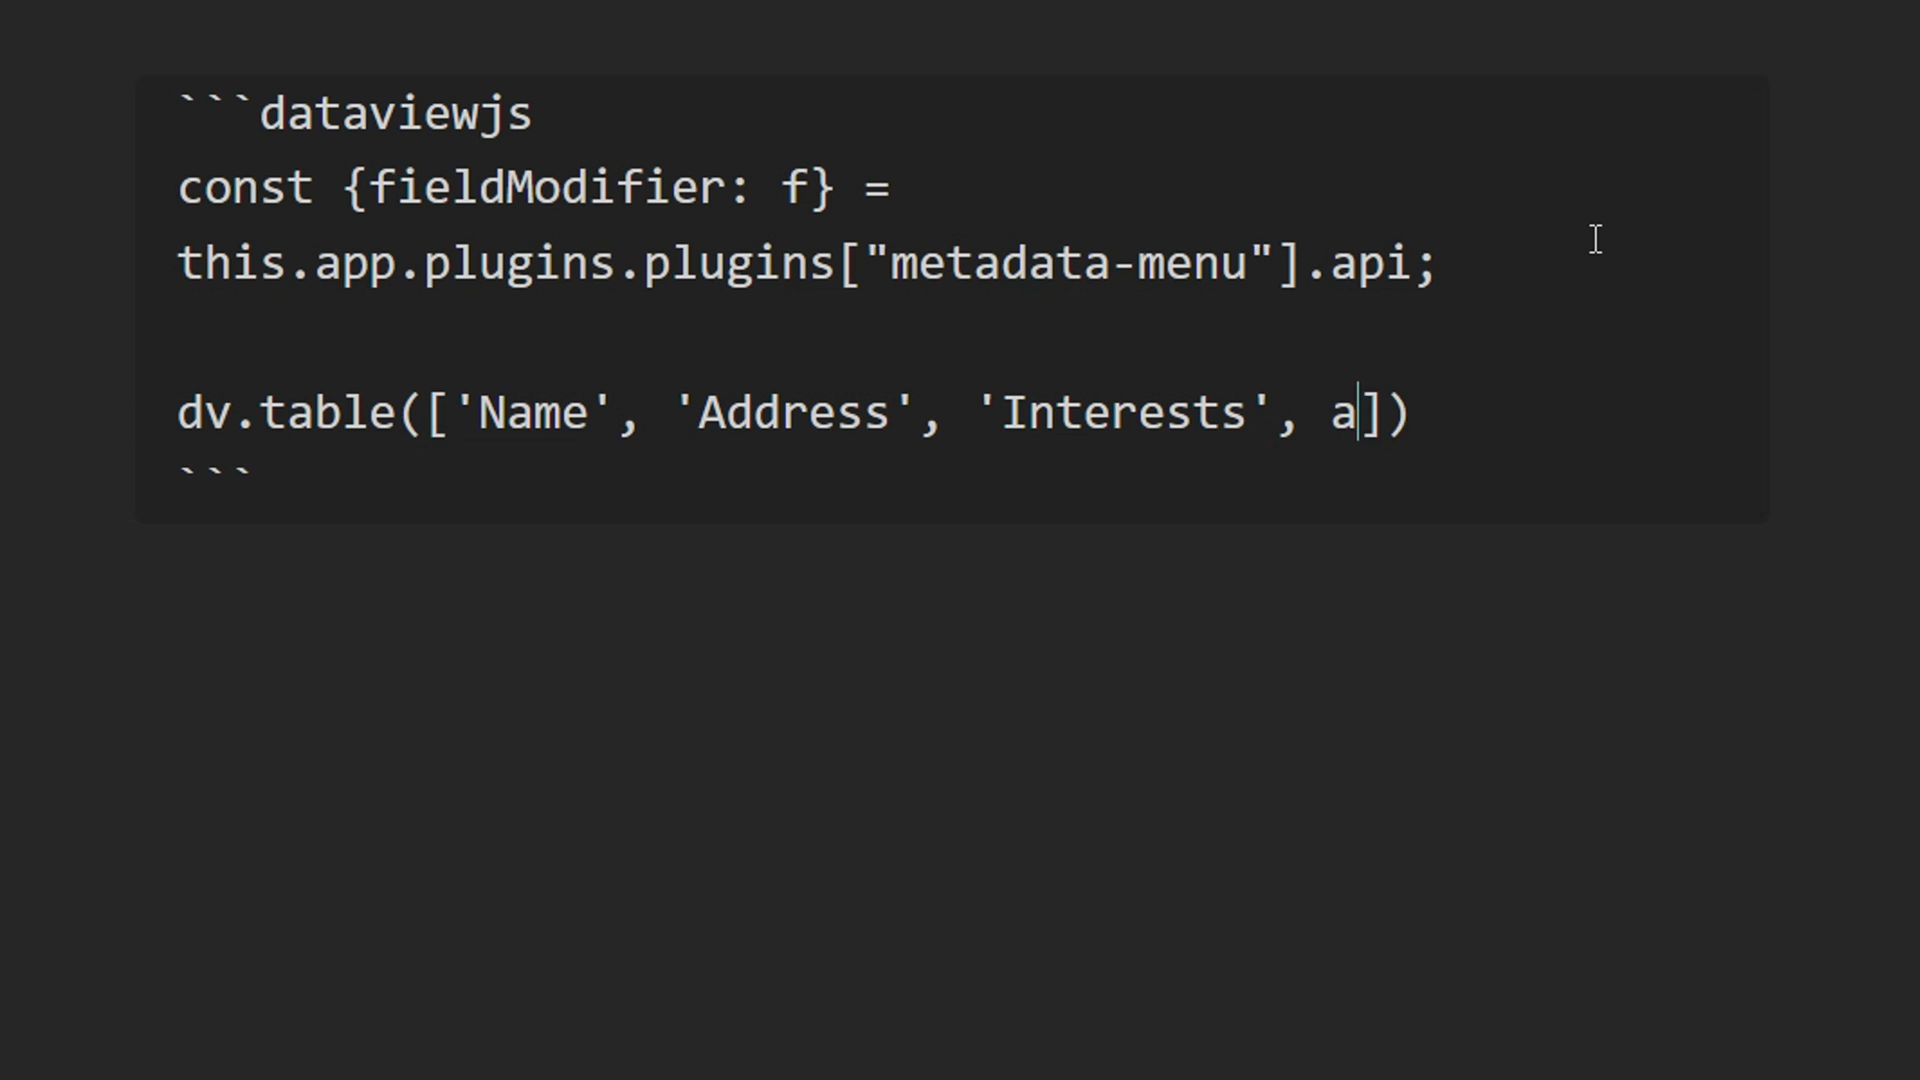 ```dataviewjs
const {fieldModifier: f} =
this.app.plugins.plugins["metadata-menu"].api;
dv.table(['Name', 'Address', 'Interests', a])
```